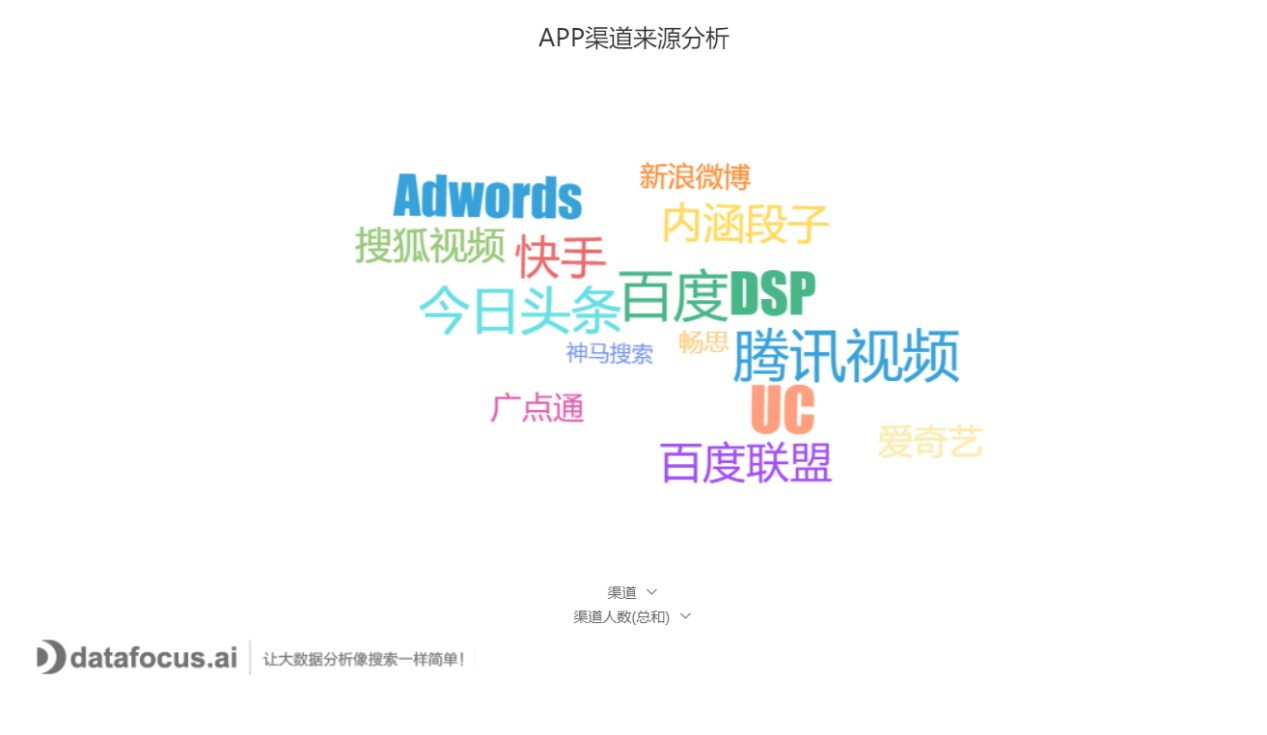 APP渠道来源分析
新浪微博
Adwords
内涵段子
搜狐视频
快手
百度DSP
今日头条
畅思
神马搜索
腾讯视频
UC
广点通
爱奇艺
百度联盟
渠道
渠道人数(总和)
datafocus.ai
让大数据分析像搜索一样简单!